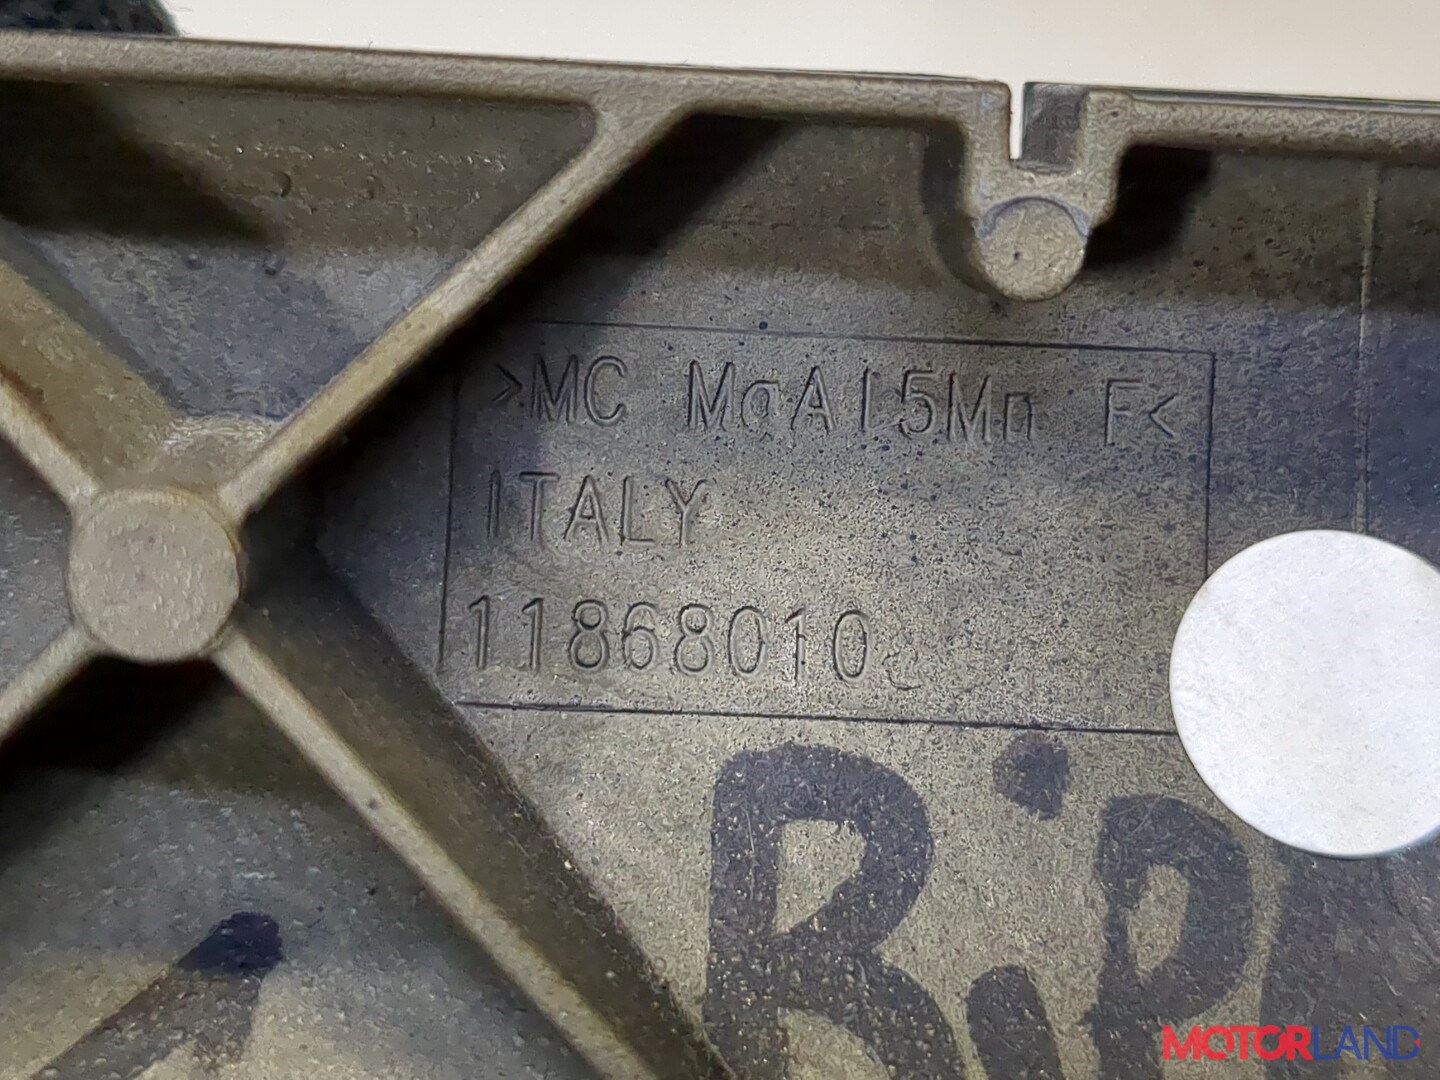 >MC MgAl5Mn F<
ITALY
11868010
MOTORLAND